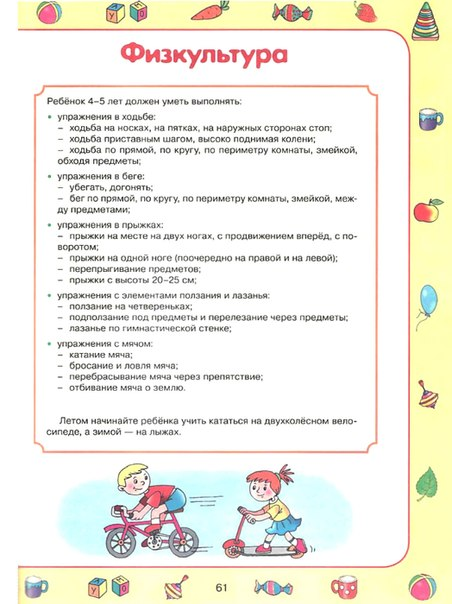 Физкультура
Ребёнок 4–5 лет должен уметь выполнять:
• упражнения в ходьбе:
– ходьба на носках, на пятках, на наружных сторонах стоп;
– ходьба приставным шагом, высоко поднимая колени;
– ходьба по прямой, по кругу, по периметру комнаты, змейкой,
обходя предметы;
• упражнения в беге:
– убегать, догонять;
– бег по прямой, по кругу, по периметру комнаты, змейкой, меж-
ду предметами;
• упражнения в прыжках:
– прыжки на месте на двух ногах, с продвижением вперёд, с по-
воротом;
– прыжки на одной ноге (поочередно на правой и на левой);
– перепрыгивание предметов;
– прыжки с высоты 20–25 см;
• упражнения с элементами ползания и лазанья:
– ползание на четвереньках;
– подползание под предметы и перелезание через предметы;
– лазанье по гимнастической стенке;
• упражнения с мячом:
– катание мяча;
– бросание и ловля мяча;
– перебрасывание мяча через препятствие;
– отбивание мяча о землю.
Летом начинайте ребёнка учить кататься на двухколёсном вело-
сипеде, а зимой — на лыжах.
61